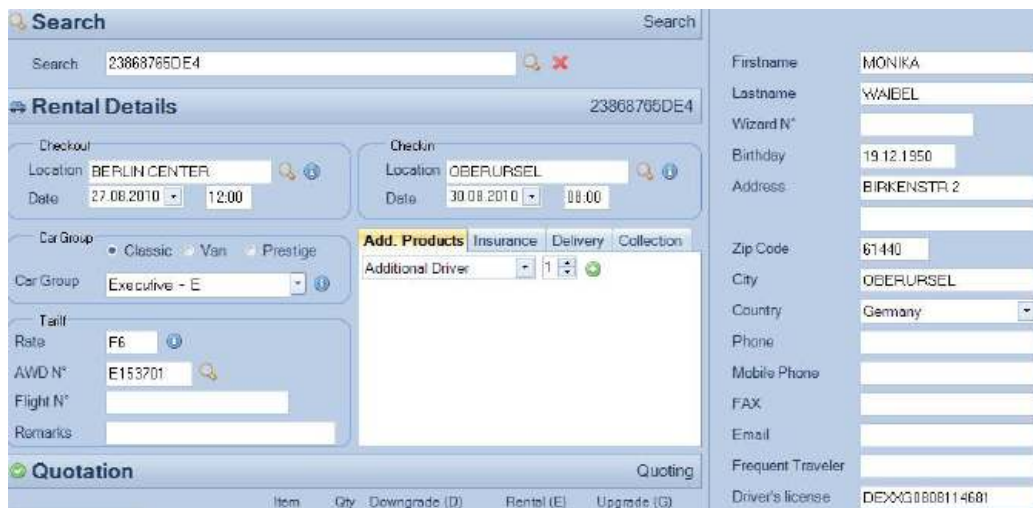 Search Search
Search 23868765DE4
Rental Details 23868765DE4
Checkout
Location BERLIN CENTER
Date 27.08.2010 12:00
Checkin
Location OBERURSEL
Date 30.08.2010 08:00
Car Group
Classic Van Prestige
Car Group Executive - E
Add. Products Insurance Delivery Collection
Additional Driver 1
Tariff
Rate F6
AWD N° E153701
Flight N°
Remarks
Quotation Quoting
Item Qty Downgrade (D) Rental (E) Upgrade (G)
Firstname MONIKA
Lastname WAIBEL
Wizard N°
Birthday 19.12.1950
Address BIRKENSTR.2
Zip Code 61440
City OBERURSEL
Country Germany
Phone
Mobile Phone
FAX
Email
Frequent Traveler
Driver's license DEXXG0808114681